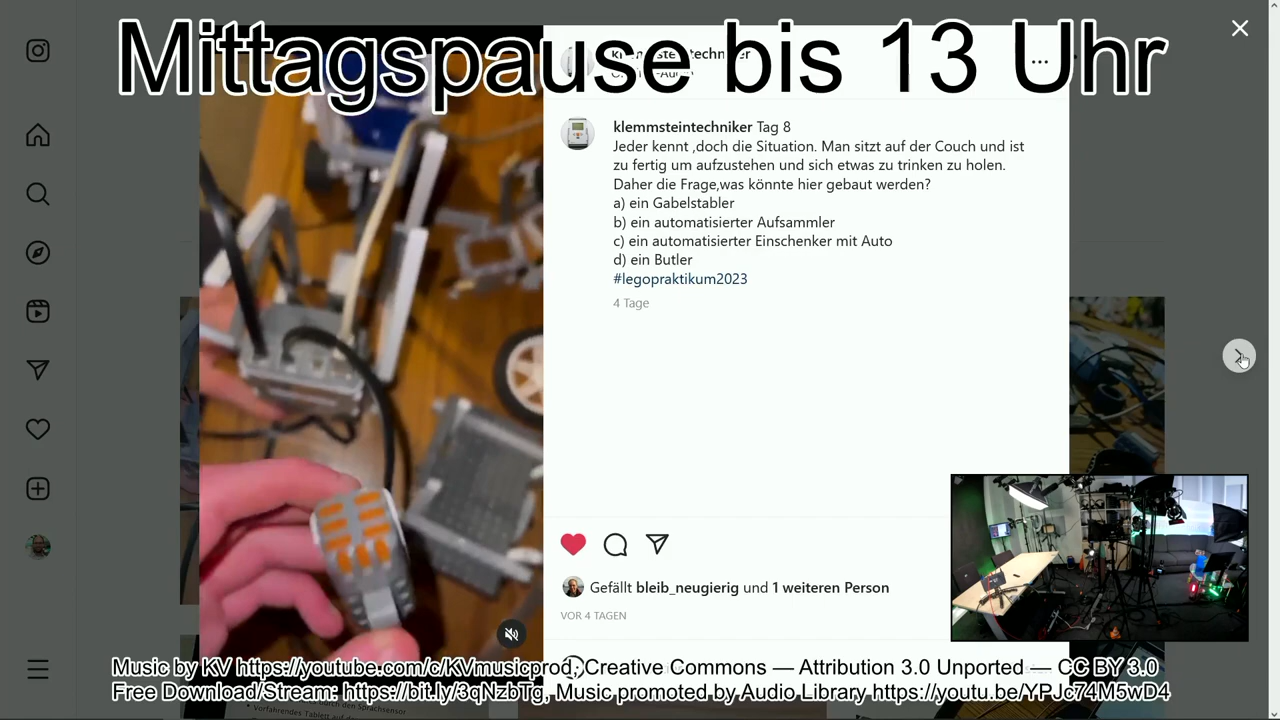 Mittagspause bis 13 Uhr
klemmsteintechniker
klemmsteintechniker Tag 8
Jeder kennt ,doch die Situation. Man sitzt auf der Couch und ist
zu fertig um aufzustehen und sich etwas zu trinken zu holen.
Daher die Frage,was könnte hier gebaut werden?
a) ein Gabelstabler
b) ein automatisierter Aufsammler
c) ein automatisierter Einschenker mit Auto
d) ein Butler
#legopraktikum2023
4 Tage
Gefällt bleib_neugierig und 1 weiteren Person
VOR 4 TAGEN
Music by KV https://youtube.com/c/KVmusicprod; Creative Commons — Attribution 3.0 Unported — CC BY 3.0
Free Download/Stream: https://bit.ly/3qNzbTg, Music promoted by Audio Library https://youtu.be/YPJc74M5wD4
Vorfahrendes Tablett auf